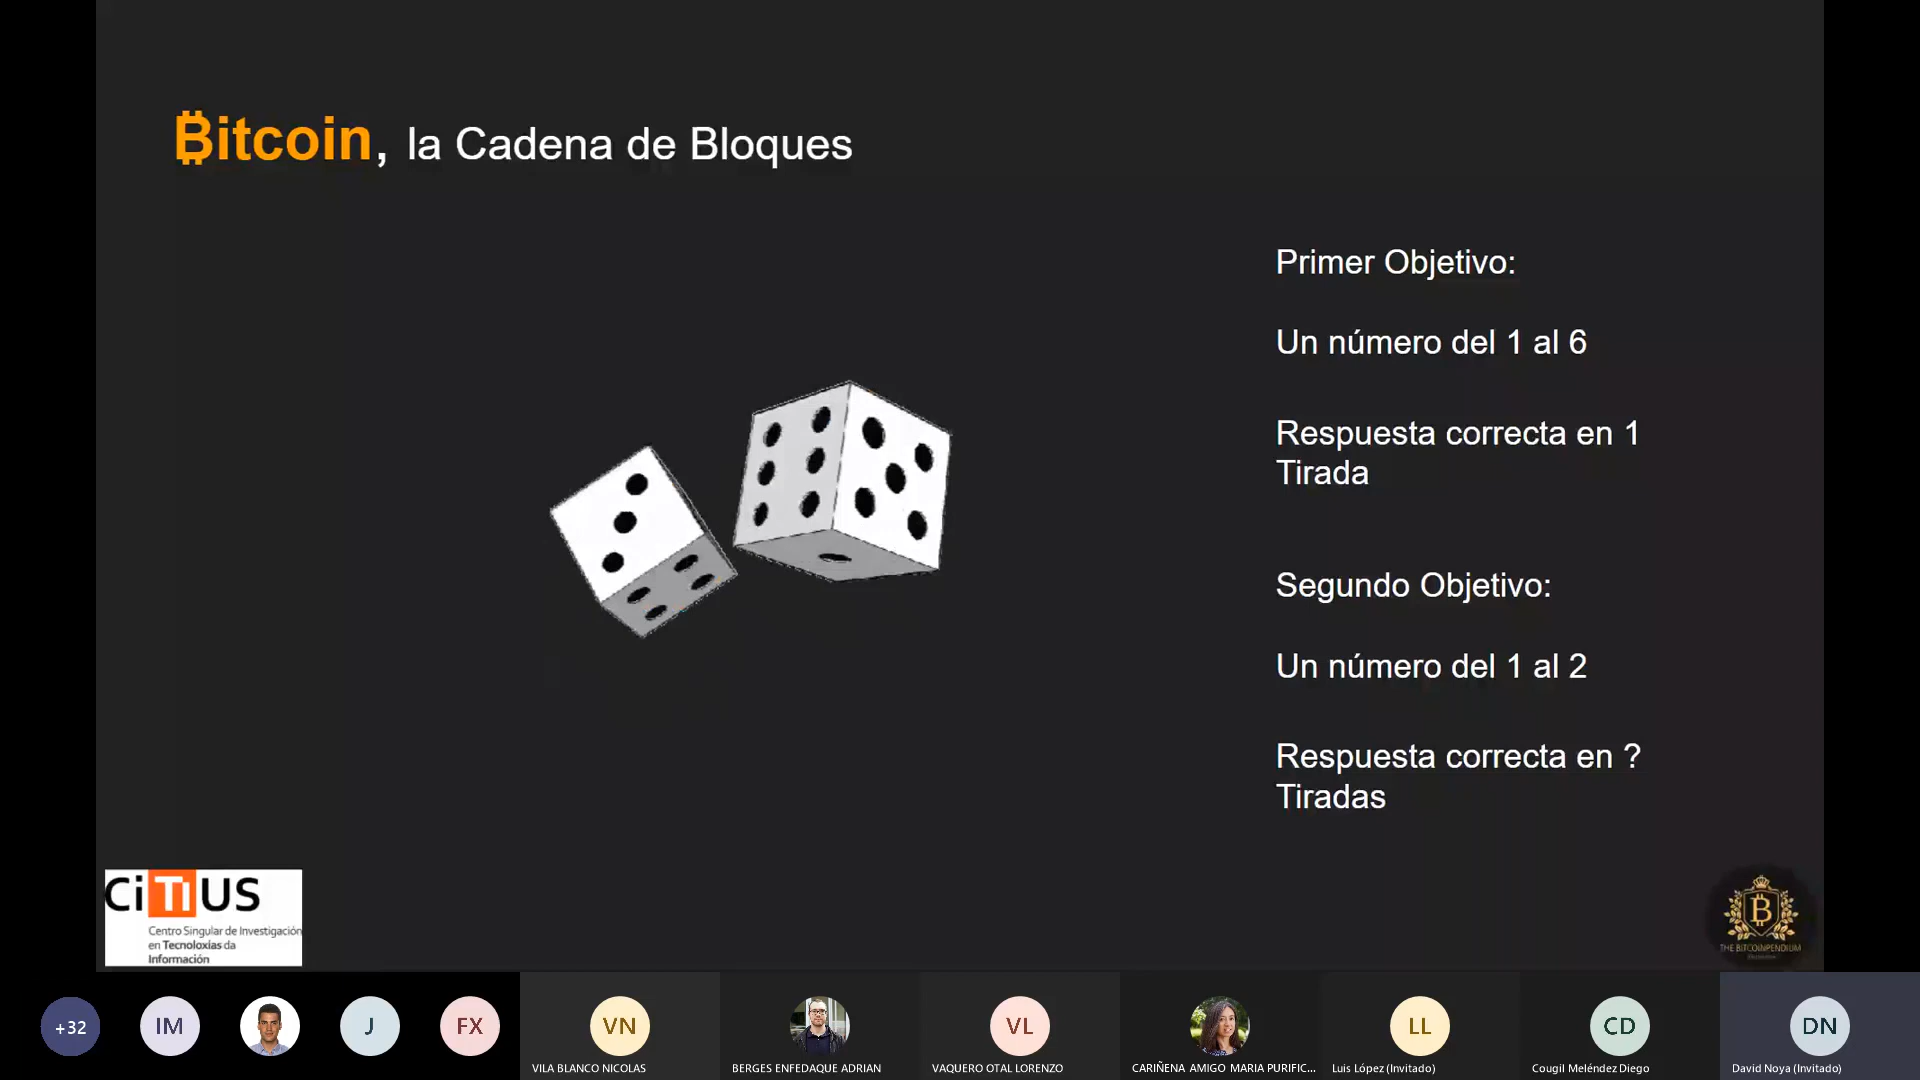 ₿itcoin, la Cadena de Bloques
Primer Objetivo:
Un número del 1 al 6
Respuesta correcta en 1
Tirada
Segundo Objetivo:
Un número del 1 al 2
Respuesta correcta en ?
Tiradas
CiTIUS
Centro Singular de Investigación
en Tecnoloxías da
Información
B
THE BITCOINPENDIUM
+32
IM
J
FX
VN
VL
LL
CD
DN
VILA BLANCO NICOLAS
BERGES ENFEDAQUE ADRIAN
VAQUERO OTAL LORENZO
CARIÑENA AMIGO MARIA PURIFIC...
Luis López (Invitado)
Cougil Meléndez Diego
David Noya (Invitado)